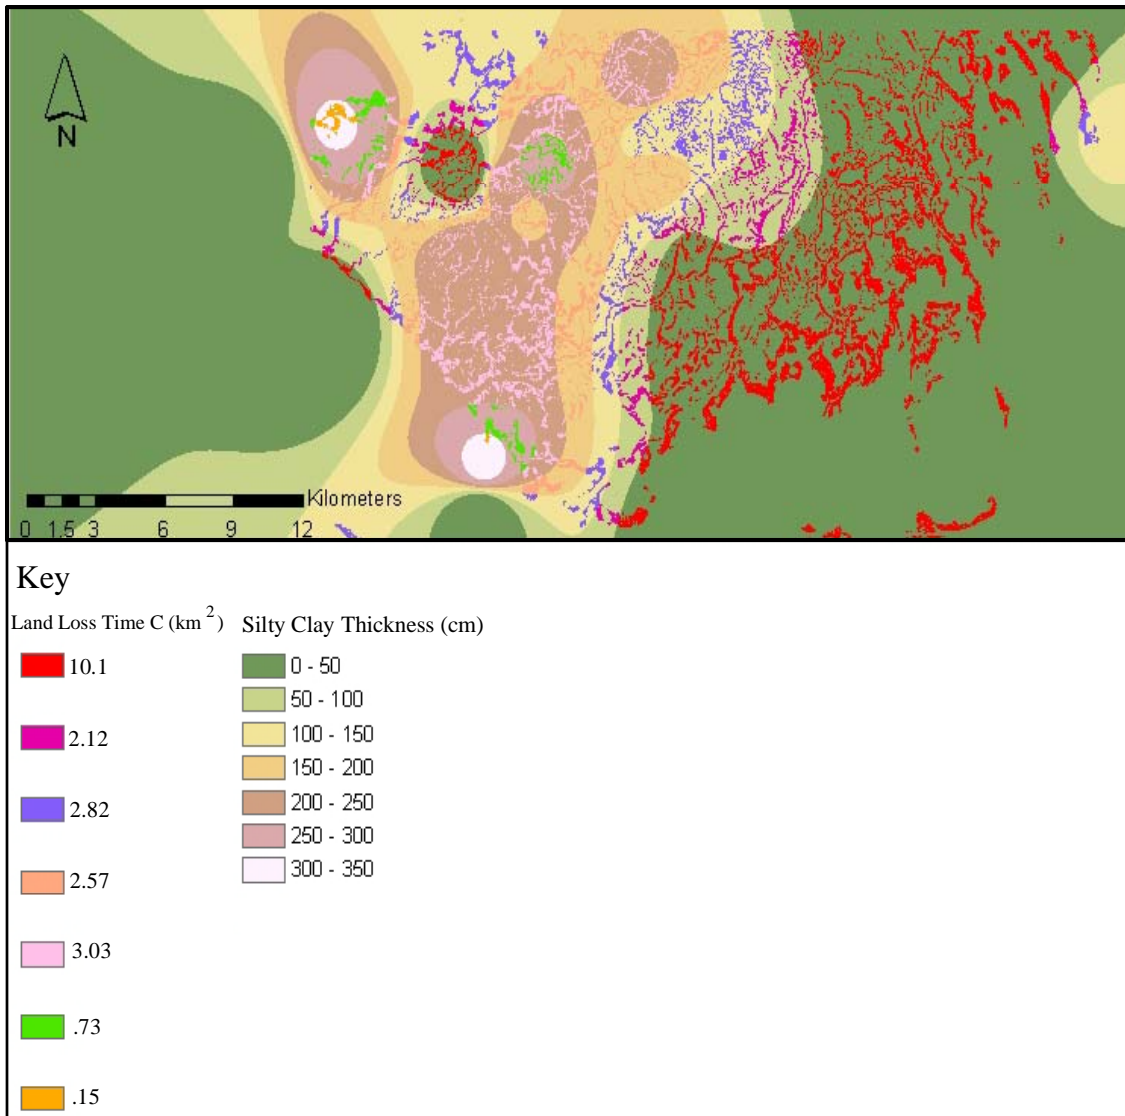 N
Kilometers
0 1.5 3 6 9 12
Key
Land Loss Time C (km 2) Silty Clay Thickness (cm)
10.1 0 - 50
50 - 100
2.12 100 - 150
150 - 200
2.82 200 - 250
250 - 300
2.57 300 - 350
3.03
.73
.15